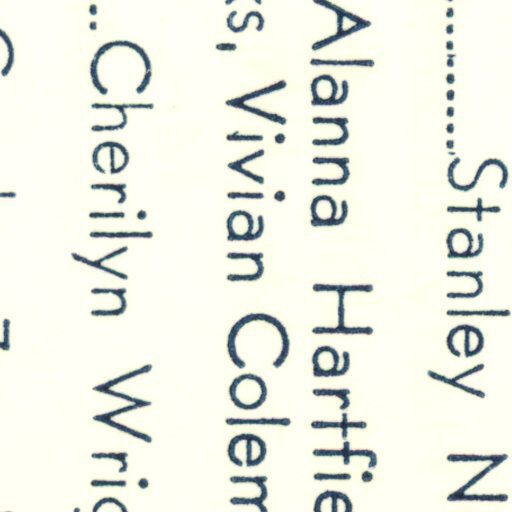 Stanley N
Alanna Hartfie
ks, Vivian Colem
Cherilyn Wrig